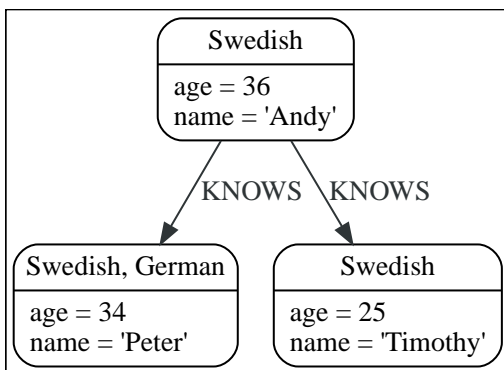 Swedish
age = 36
name = 'Andy'
KNOWS
KNOWS
Swedish, German
age = 34
name = 'Peter'
Swedish
age = 25
name = 'Timothy'